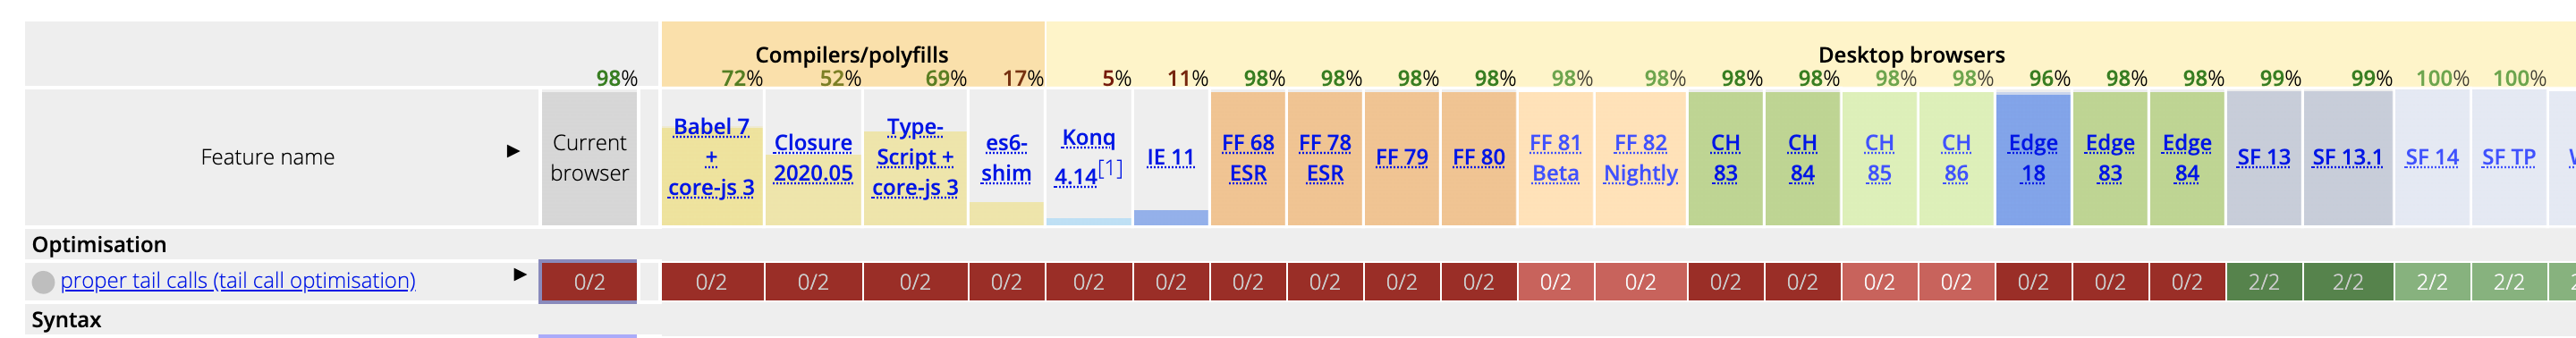 Compilers/polyfills Desktop browsers
98% 72% 52% 69% 17% 5% 11% 98% 98% 98% 98% 98% 98% 98% 98% 98% 98% 96% 98% 98% 99% 99% 100% 100%
Feature name ▶
Current
browser
Babel 7
+
core-js 3
Closure
2020.05
Type-
Script +
core-js 3
es6-
shim
Konq
4.14[1]
IE 11
FF 68
ESR
FF 78
ESR
FF 79
FF 80
FF 81
Beta
FF 82
Nightly
CH
83
CH
84
CH
85
CH
86
Edge
18
Edge
83
Edge
84
SF 13
SF 13.1
SF 14
SF TP
Optimisation
proper tail calls (tail call optimisation) ▶ 0/2 0/2 0/2 0/2 0/2 0/2 0/2 0/2 0/2 0/2 0/2 0/2 0/2 0/2 0/2 0/2 0/2 0/2 0/2 0/2 2/2 2/2 2/2 2/2
Syntax